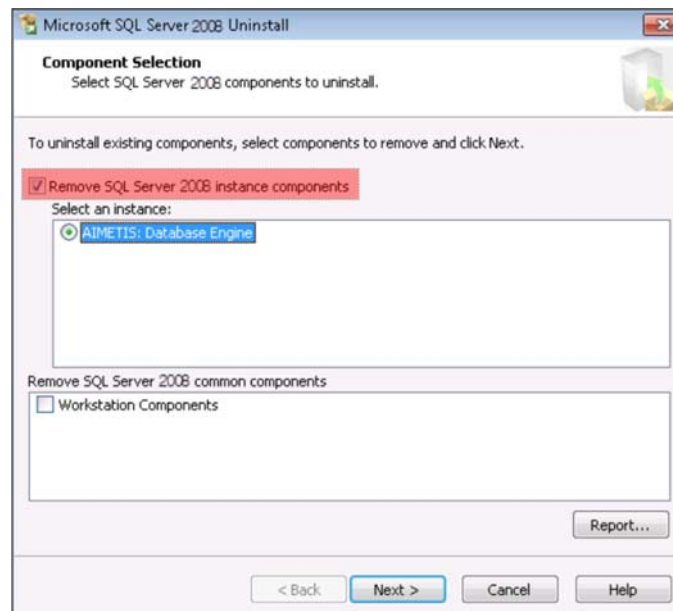 Microsoft SQL Server 2008 Uninstall
Component Selection
Select SQL Server 2008 components to uninstall.
To uninstall existing components, select components to remove and click Next.
Remove SQL Server 2008 instance components
Select an instance:
AIMETIS: Database Engine
Remove SQL Server 2008 common components
Workstation Components
Report...
< Back Next > Cancel Help